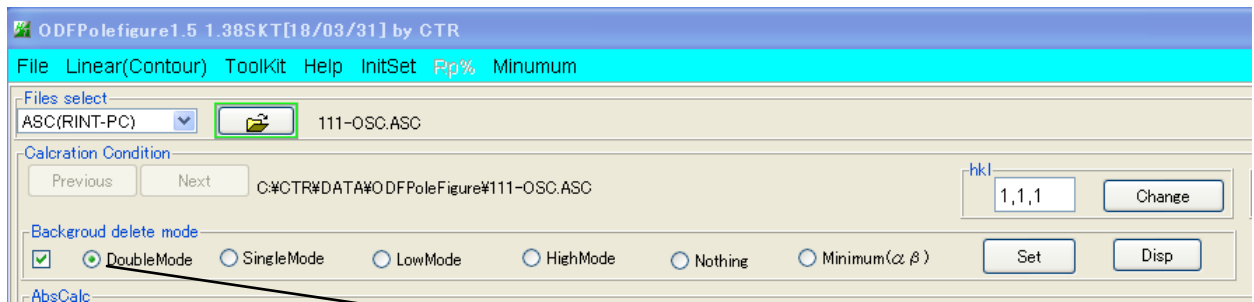 ODFPolefigure1.5 1.38SKT[18/03/31] by CTR
File Linear(Contour) ToolKit Help InitSet Rp% Minumum
Files select
ASC(RINT-PC) 111-OSC.ASC
Calcration Condition
Previous Next C:¥CTR¥DATA¥ODFPoleFigure¥111-OSC.ASC
hkl
1,1,1 Change
Backgroud delete mode
DoubleMode SingleMode LowMode HighMode Nothing Minimum(α β) Set Disp
AbsCalc